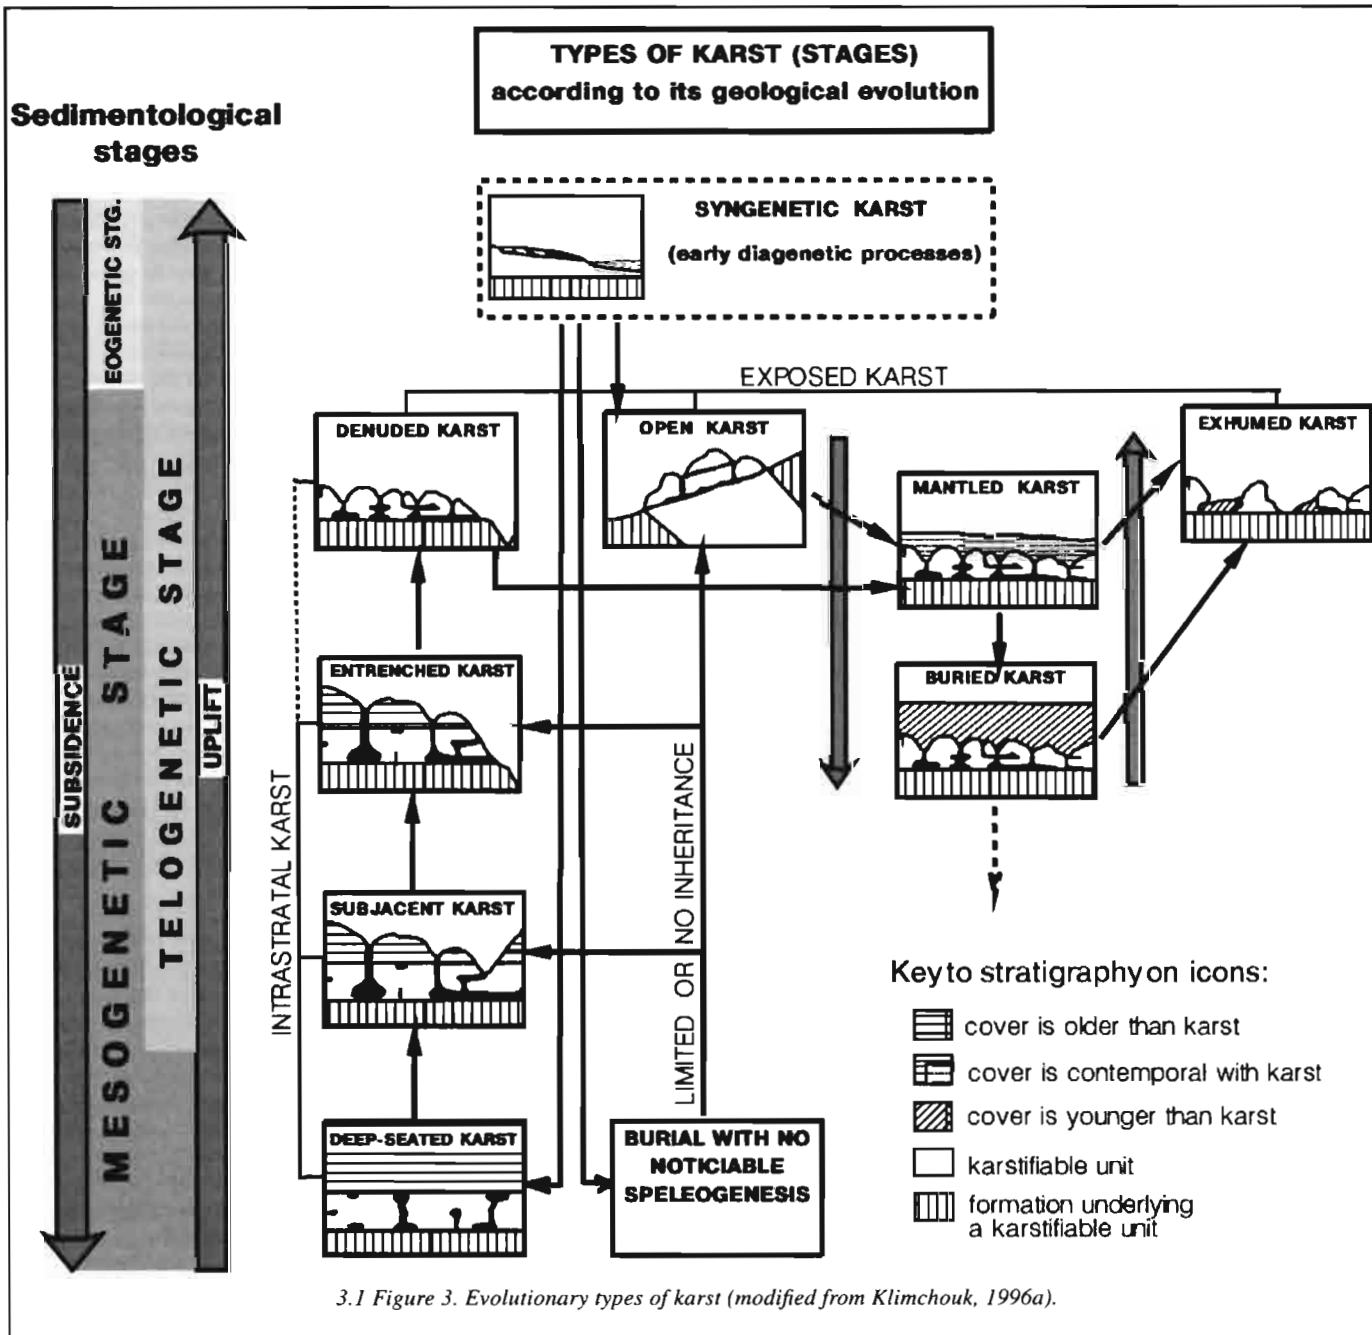 TYPES OF KARST (STAGES)
according to its geological evolution
Sedimentological
stages
SUBSIDENCE
EOGENETIC STG.
MESOGENETIC STAGE
TELOGENETIC STAGE
UPLIFT
SYNGENETIC KARST
(early diagenetic processes)
EXPOSED KARST
DENUDED KARST
OPEN KARST
MANTLED KARST
EXHUMED KARST
ENTRENCHED KARST
BURIED KARST
INTRASTRATAL KARST
SUBJACENT KARST
LIMITED OR NO INHERITANCE
DEEP-SEATED KARST
BURIAL WITH NO
NOTICIABLE
SPELEOGENESIS
Key to stratigraphy on icons:
cover is older than karst
cover is contemporal with karst
cover is younger than karst
karstifiable unit
formation underlying
a karstifiable unit
3.1 Figure 3. Evolutionary types of karst (modified from Klimchouk, 1996a).